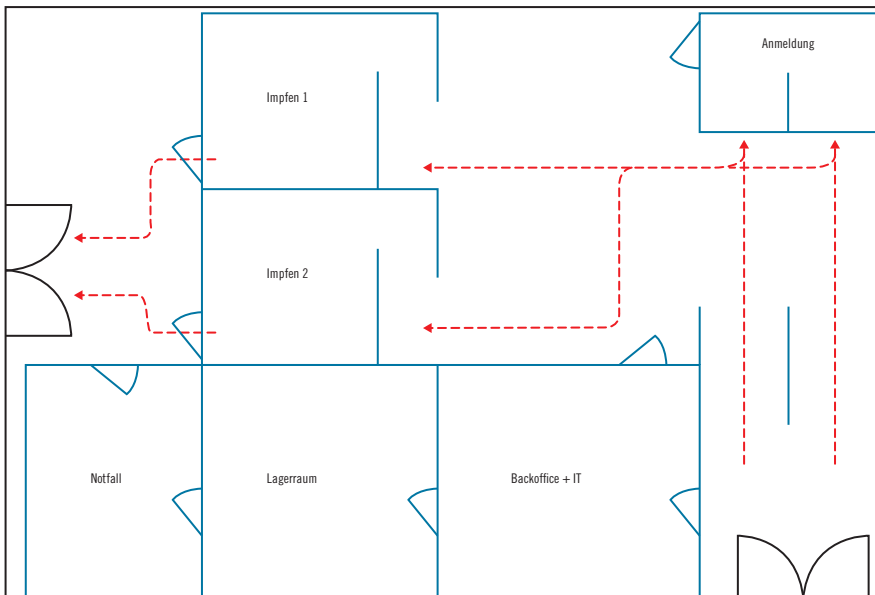 Anmeldung
Impfen 1
Impfen 2
Notfall
Lagerraum
Backoffice + IT